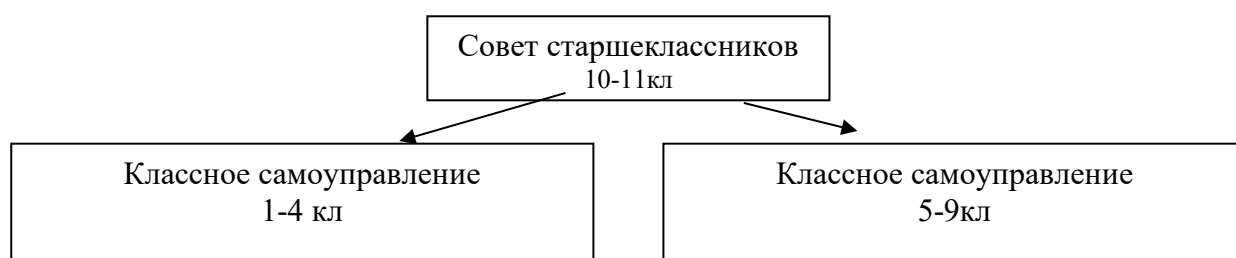 Совет старшеклассников
10-11кл
Классное самоуправление
1-4 кл
Классное самоуправление
5-9кл